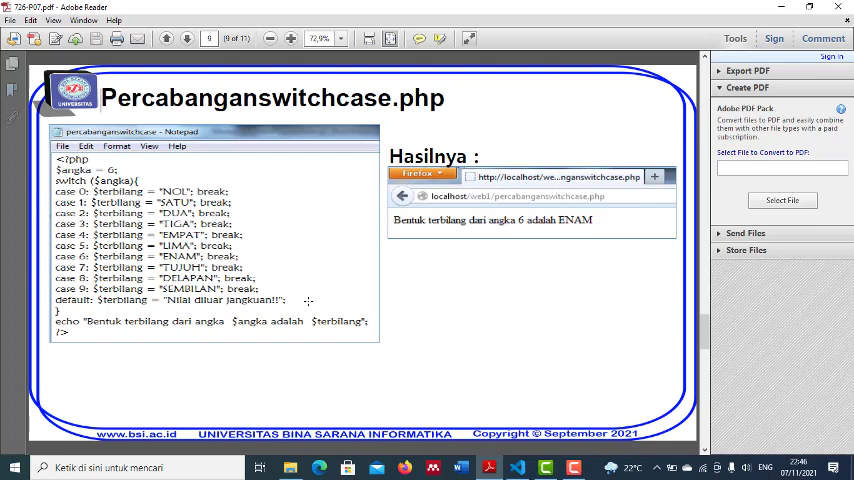 726-P07.pdf
File Edit View Window Help
9 (9 of 11) 72,9% Tools Sign Comment
Sign In
Export PDF
Create PDF
Adobe PDF Pack
Convert files to PDF and easily combine
them with other file types with a paid
subscription.
Select File to Convert to PDF:
Select File
Send Files
Store Files
UNIVERSITAS
Percabanganswitchcase.php
percabanganswitchcase - Notepad
File Edit Format View Help
<?php
$angka = 6;
switch ($angka){
case 0: $terbilang = "NOL"; break;
case 1: $terbilang = "SATU"; break;
case 2: $terbilang = "DUA"; break;
case 3: $terbilang = "TIGA"; break;
case 4: $terbilang = "EMPAT"; break;
case 5: $terbilang = "LIMA"; break;
case 6: $terbilang = "ENAM"; break;
case 7: $terbilang = "TUJUH"; break;
case 8: $terbilang = "DELAPAN"; break;
case 9: $terbilang = "SEMBILAN"; break;
default: $terbilang = "Nilai diluar jangkuan!!";
}
echo "Bentuk terbilang dari angka $angka adalah $terbilang";
?>
Hasilnya :
Firefox http://localhost/we...nganswitchcase.php
localhost/web1/percabanganswitchcase.php
Bentuk terbilang dari angka 6 adalah ENAM
www.bsi.ac.id UNIVERSITAS BINA SARANA INFORMATIKA Copyright © September 2021
Ketik di sini untuk mencari
22°C ENG 22:46
07/11/2021